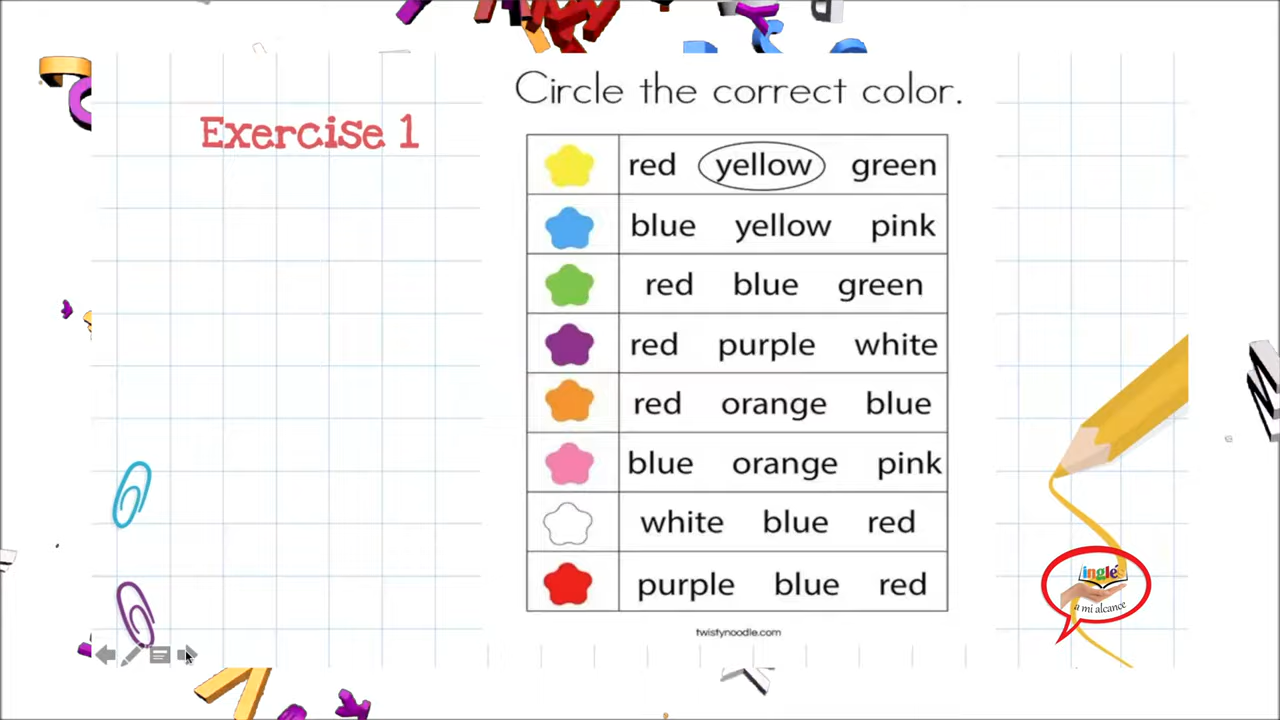 Circle the correct color.
Exercise 1
red yellow green
blue yellow pink
red blue green
red purple white
red orange blue
blue orange pink
white blue red
purple blue red
twistynoodle.com
inglés
a mi alcance